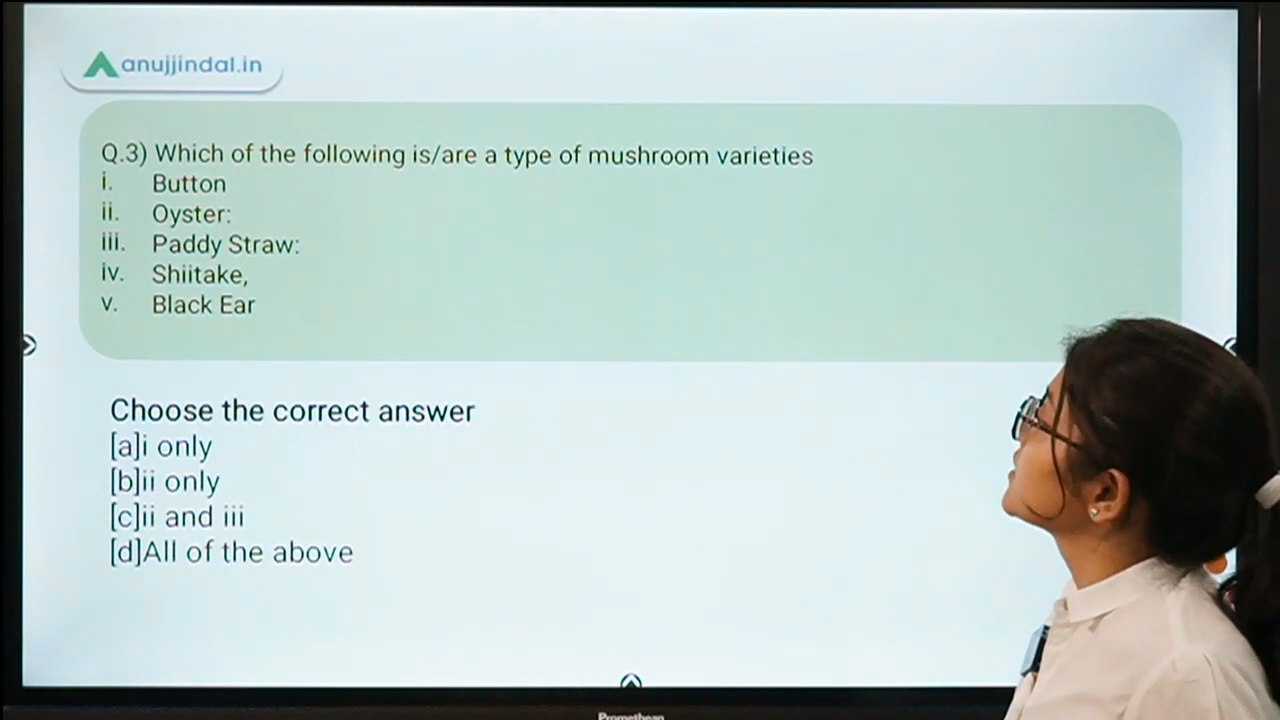 anujjindal.in
Q.3) Which of the following is/are a type of mushroom varieties
i. Button
ii. Oyster:
iii. Paddy Straw:
iv. Shiitake,
v. Black Ear
Choose the correct answer
[a]i only
[b]ii only
[c]ii and iii
[d]All of the above
Promethean